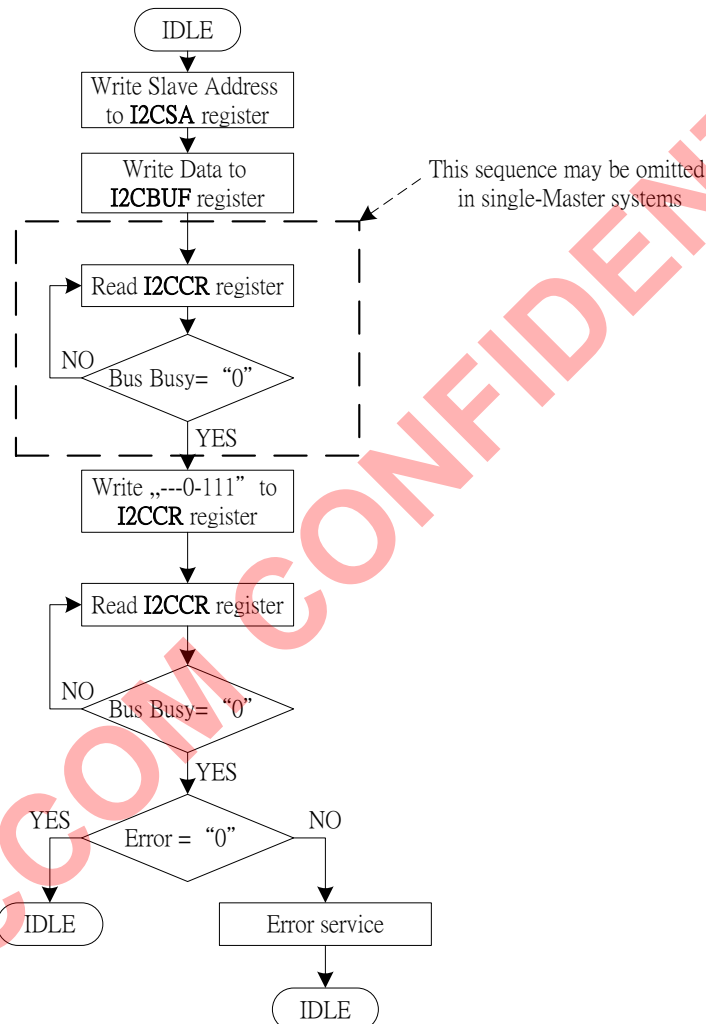 IDLE
Write Slave Address
to I2CSA register
Write Data to
I2CBUF register
This sequence may be omitted
in single-Master systems
Read I2CCR register
NO
Bus Busy= “0”
YES
Write „---0-111” to
I2CCR register
Read I2CCR register
NO
Bus Busy= “0”
YES
YES
Error = “0”
NO
IDLE
Error service
IDLE
CCOM CONFIDENT